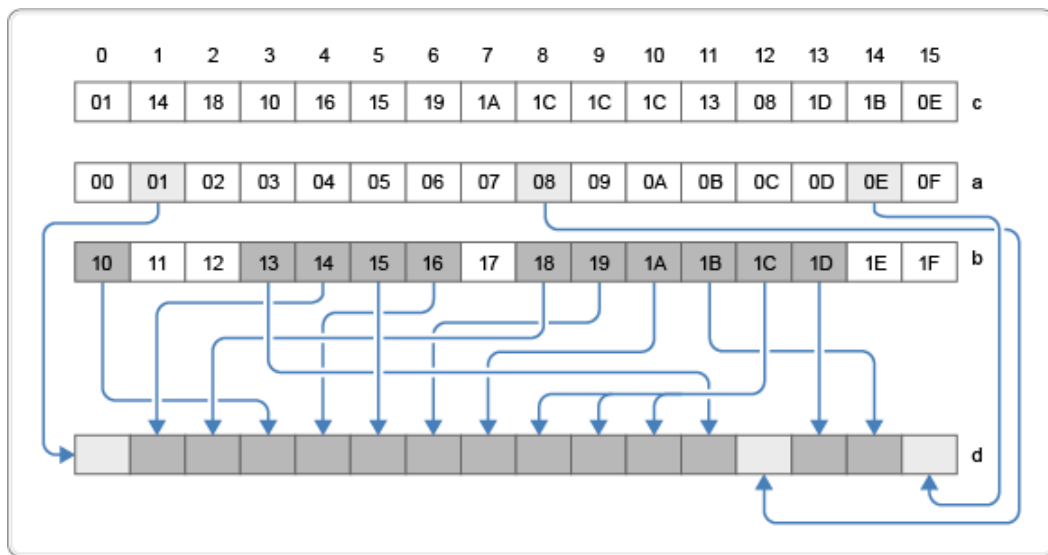 0 1 2 3 4 5 6 7 8 9 10 11 12 13 14 15
01 14 18 10 16 15 19 1A 1C 1C 1C 13 08 1D 1B 0E c
00 01 02 03 04 05 06 07 08 09 0A 0B 0C 0D 0E 0F a
10 11 12 13 14 15 16 17 18 19 1A 1B 1C 1D 1E 1F b
d